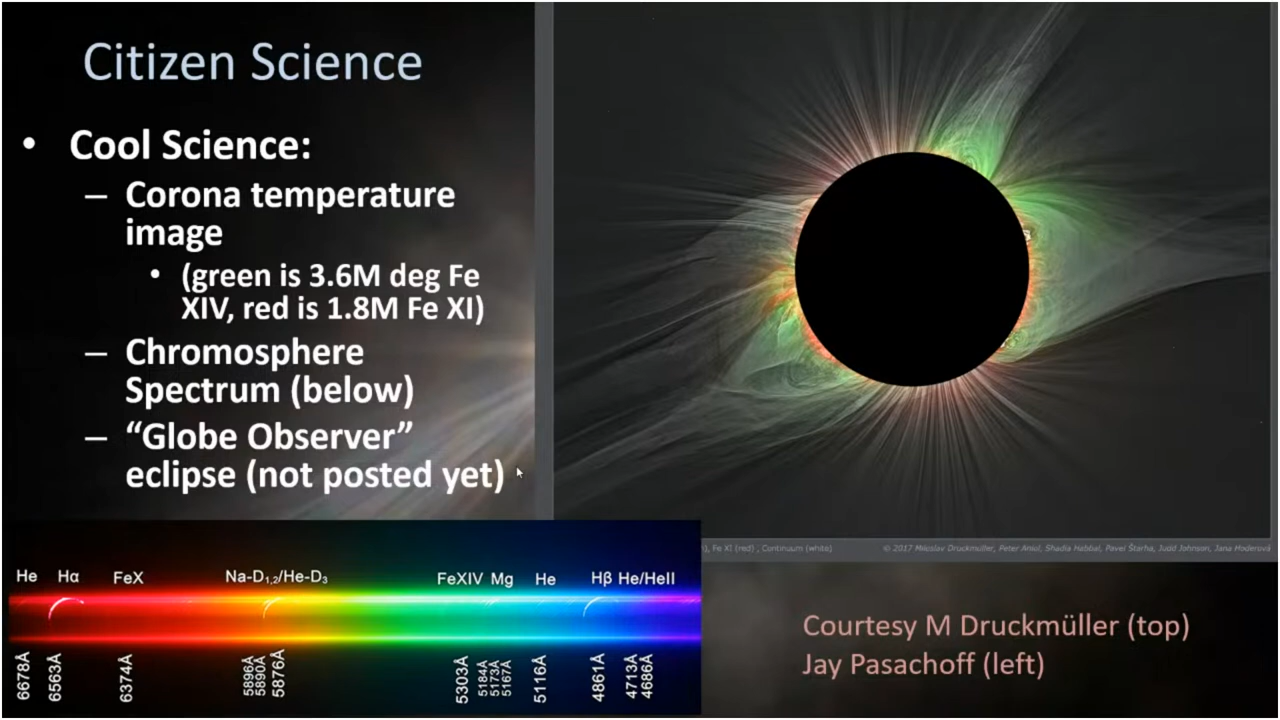 Citizen Science
• Cool Science:
– Corona temperature
image
• (green is 3.6M deg Fe
XIV, red is 1.8M Fe XI)
– Chromosphere
Spectrum (below)
– “Globe Observer”
eclipse (not posted yet)
), Fe XI (red) , Continuum (white)
© 2017 Miloslav Druckmüller, Peter Aniol, Shadia Habbal, Pavel Štarha, Judd Johnson, Jana Hoderová
He Hα FeX Na-D₁,₂/He-D₃ FeXIV Mg He Hβ He/HeII
6678Å 6563Å 6374Å 5896Å 5890Å 5876Å 5303Å 5184Å 5173Å 5167Å 5116Å 4861Å 4713Å 4686Å
Courtesy M Druckmüller (top)
Jay Pasachoff (left)